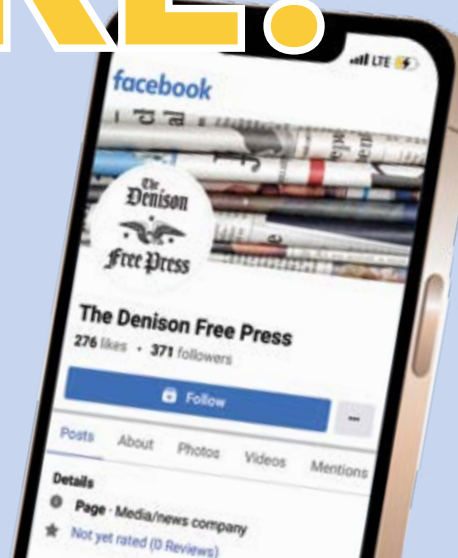 KE!
LTE
facebook
The
Denison
Free Press
The Denison Free Press
276 likes · 371 followers
Follow
Posts About Photos Videos Mentions
Details
Page · Media/news company
Not yet rated (0 Reviews)